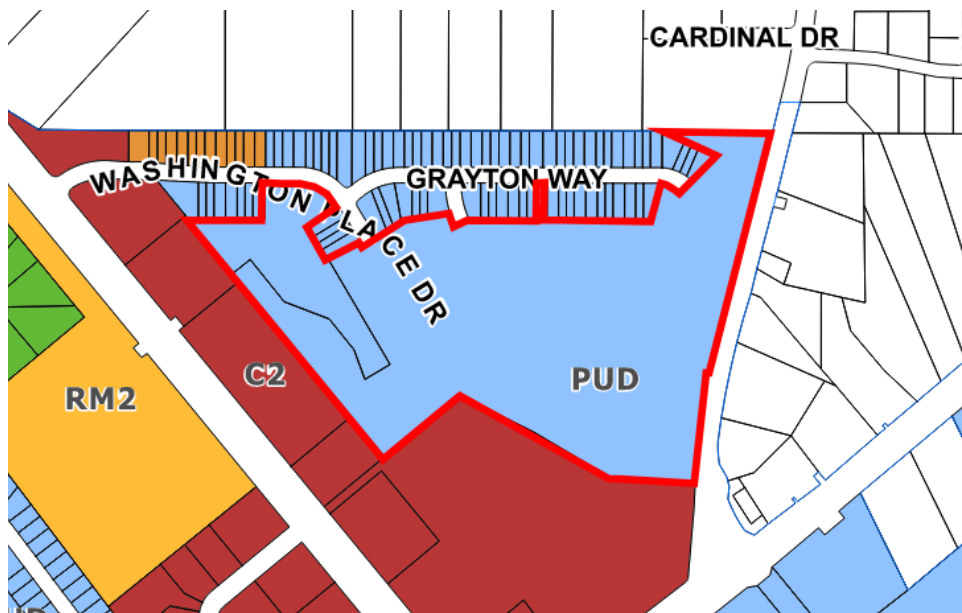 CARDINAL DR
WASHINGTON PLACE DR
GRAYTON WAY
C2
PUD
RM2